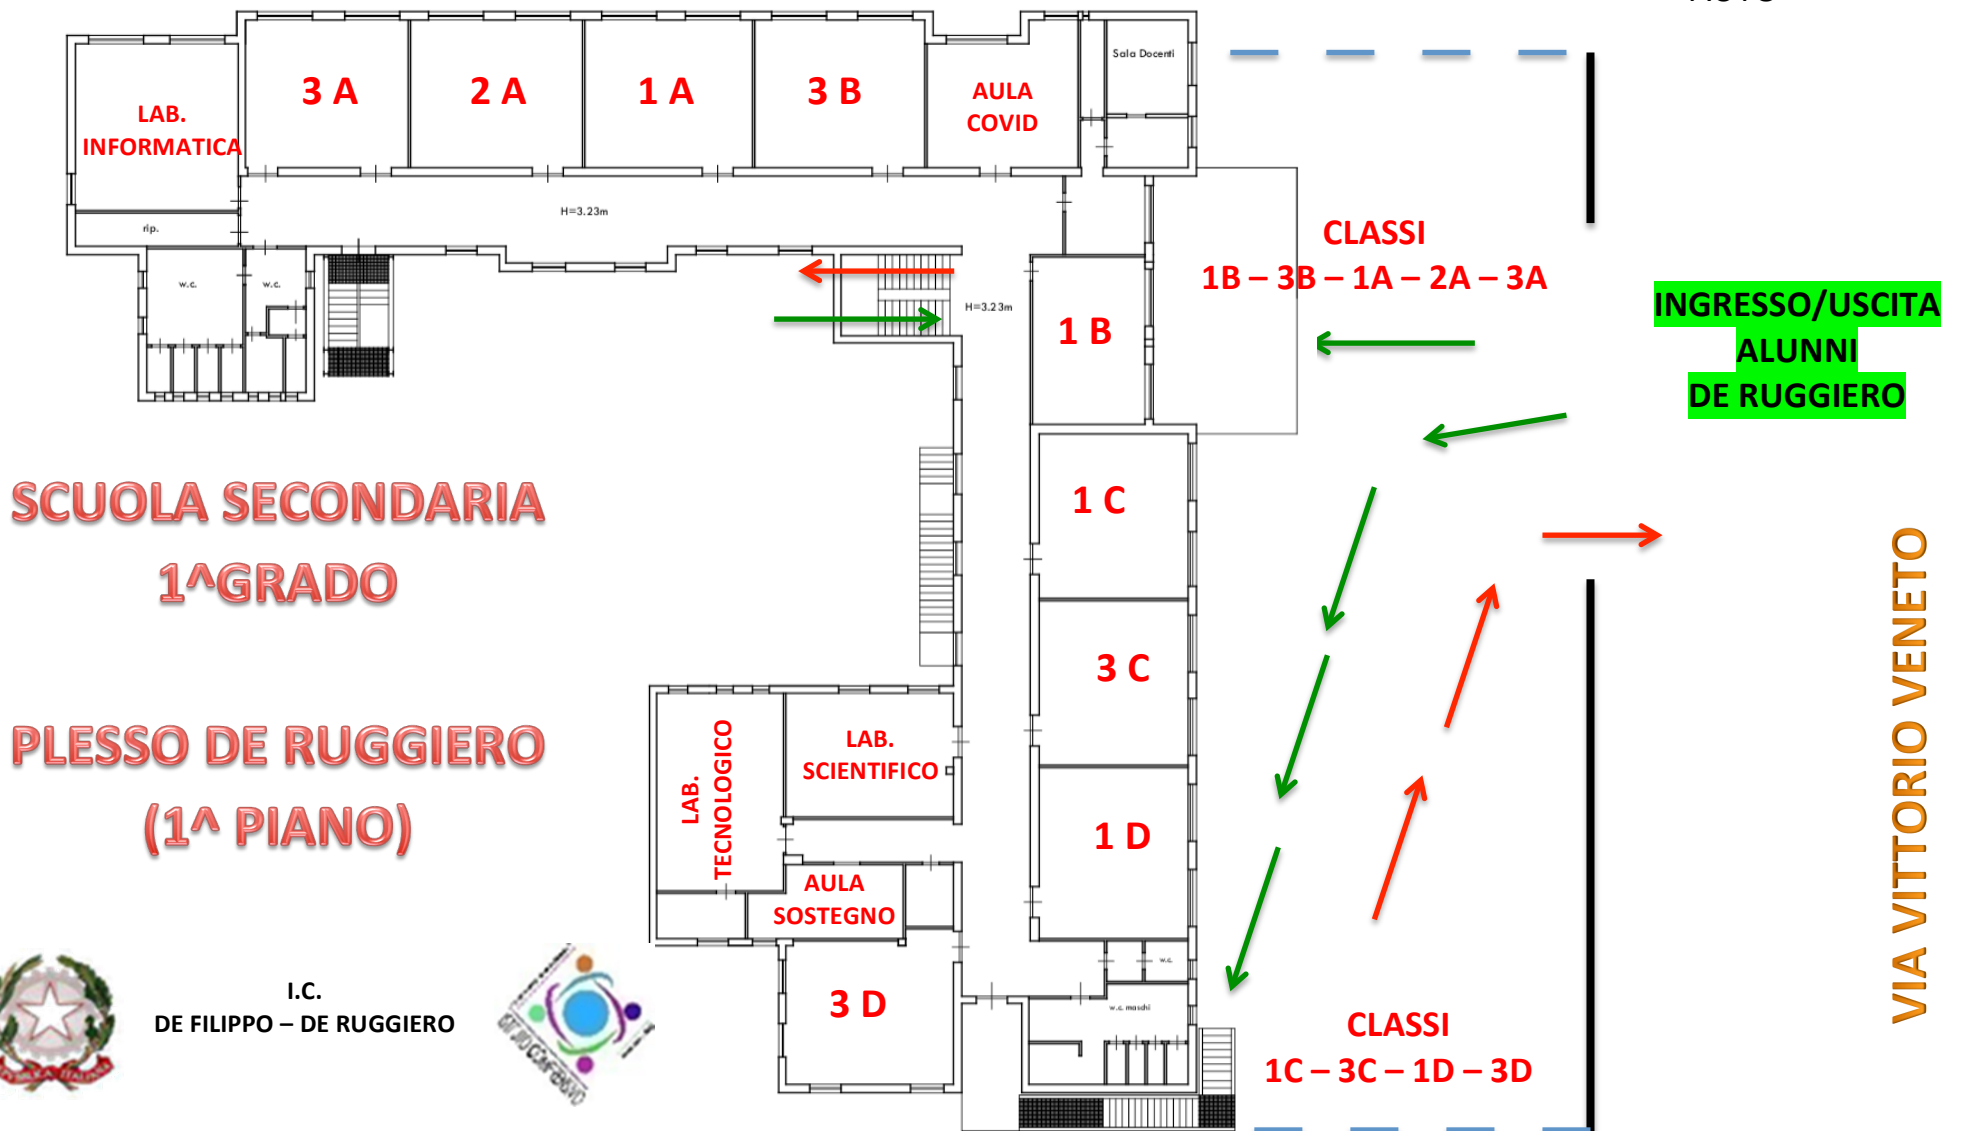 Sala Docenti
3 A
2 A
1 A
3 B
AULA
COVID
LAB.
INFORMATICA
H=3.23m
rip.
w.c.
w.c.
H=3.23m
1 B
CLASSI
1B – 3B – 1A – 2A – 3A
INGRESSO/USCITA
ALUNNI
DE RUGGIERO
SCUOLA SECONDARIA
1^GRADO
1 C
3 C
VIA VITTORIO VENETO
PLESSO DE RUGGIERO
(1^ PIANO)
LAB.
TECNOLOGICO
LAB.
SCIENTIFICO
1 D
AULA
SOSTEGNO
3 D
w.c.
w.c. maschi
I.C.
DE FILIPPO – DE RUGGIERO
CLASSI
1C – 3C – 1D – 3D